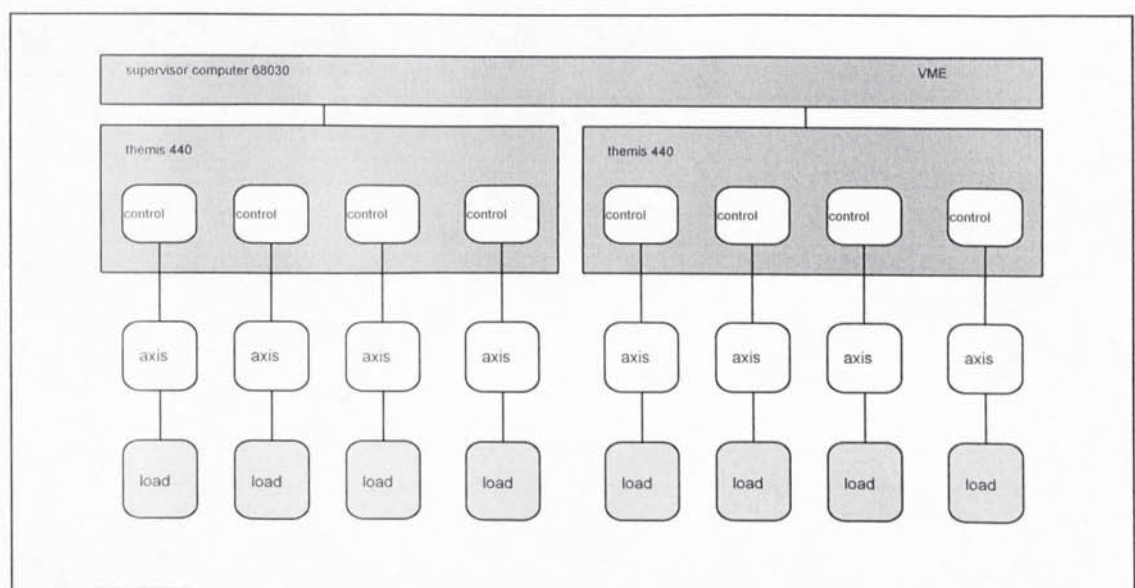 supervisor computer 68030 VME
themis 440 themis 440
control control control control control control control control
axis axis axis axis axis axis axis axis
load load load load load load load load